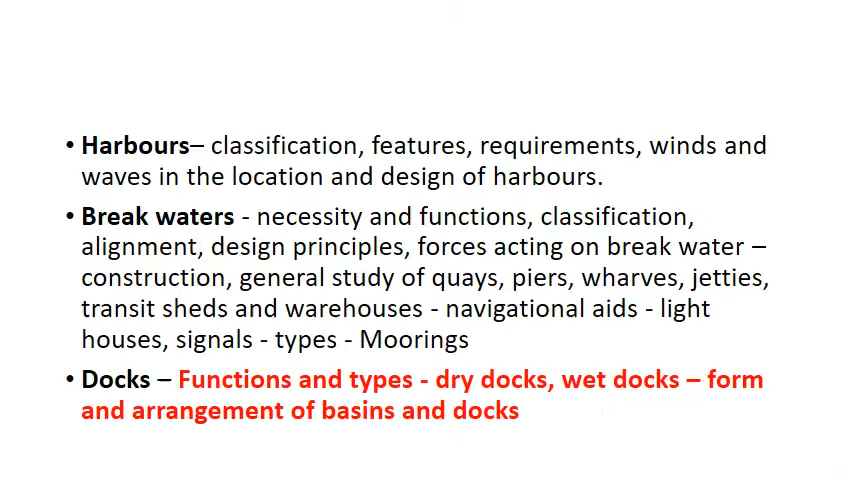 • Harbours– classification, features, requirements, winds and
waves in the location and design of harbours.
• Break waters - necessity and functions, classification,
alignment, design principles, forces acting on break water –
construction, general study of quays, piers, wharves, jetties,
transit sheds and warehouses - navigational aids - light
houses, signals - types - Moorings
• Docks – Functions and types - dry docks, wet docks – form
and arrangement of basins and docks